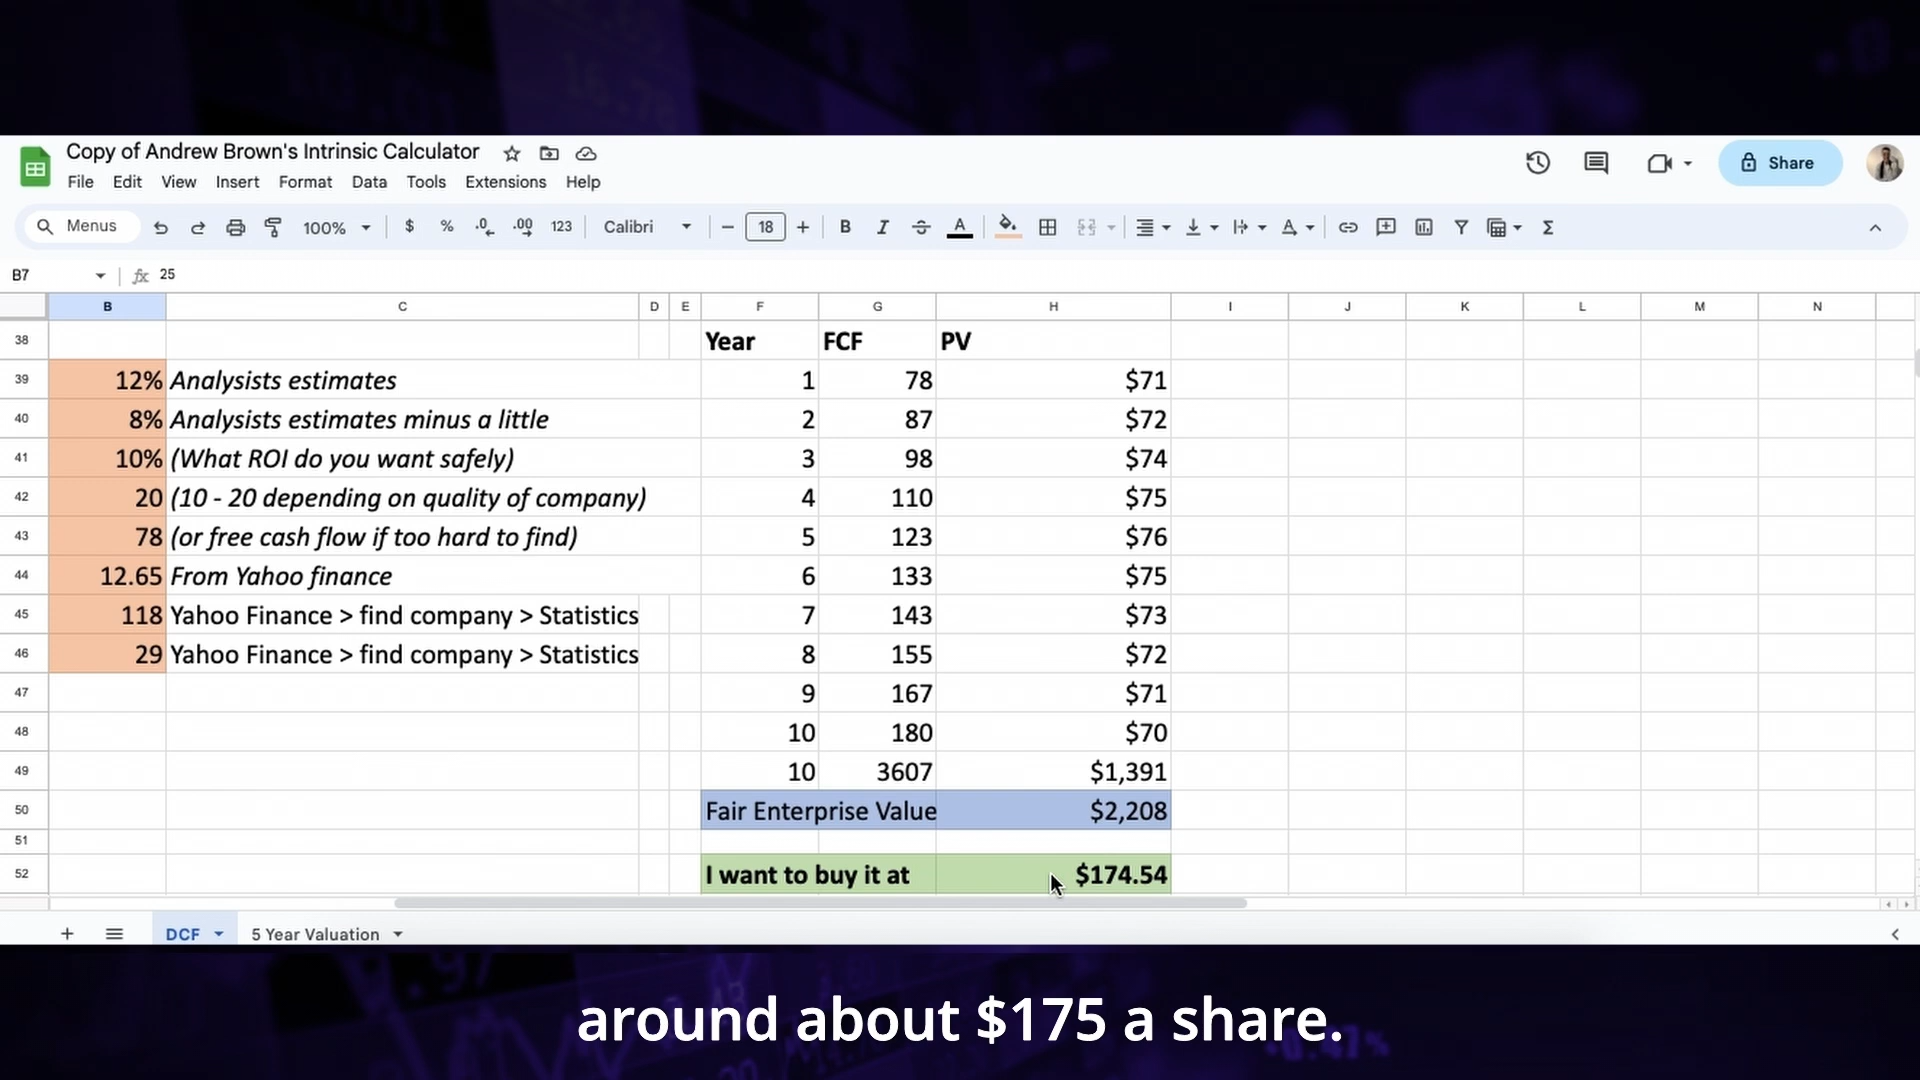 Copy of Andrew Brown's Intrinsic Calculator
File Edit View Insert Format Data Tools Extensions Help
Share
Menus 100% $ % .0 .00 123 Calibri 18 B I A
B7 fx 25
B C D E F G H I J K L M N
38 Year FCF PV
39 12% Analysists estimates 1 78 $71
40 8% Analysists estimates minus a little 2 87 $72
41 10% (What ROI do you want safely) 3 98 $74
42 20 (10 - 20 depending on quality of company) 4 110 $75
43 78 (or free cash flow if too hard to find) 5 123 $76
44 12.65 From Yahoo finance 6 133 $75
45 118 Yahoo Finance > find company > Statistics 7 143 $73
46 29 Yahoo Finance > find company > Statistics 8 155 $72
47 9 167 $71
48 10 180 $70
49 10 3607 $1,391
50 Fair Enterprise Value $2,208
51
52 I want to buy it at $174.54
DCF 5 Year Valuation
around about $175 a share.